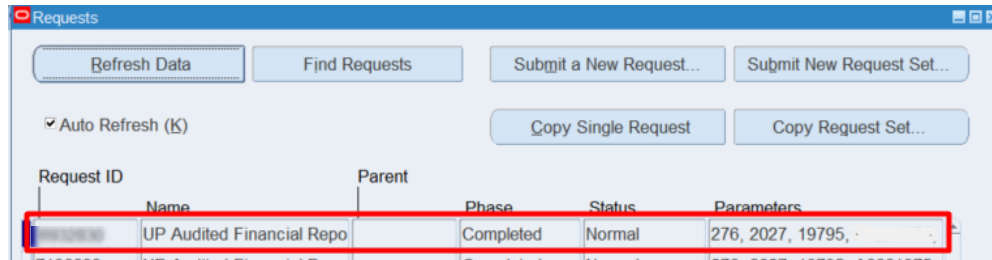 Requests
Refresh Data Find Requests Submit a New Request... Submit New Request Set...
Auto Refresh (K) Copy Single Request Copy Request Set...
Request ID Parent
Name Phase Status Parameters
UP Audited Financial Repo Completed Normal 276, 2027, 19795,